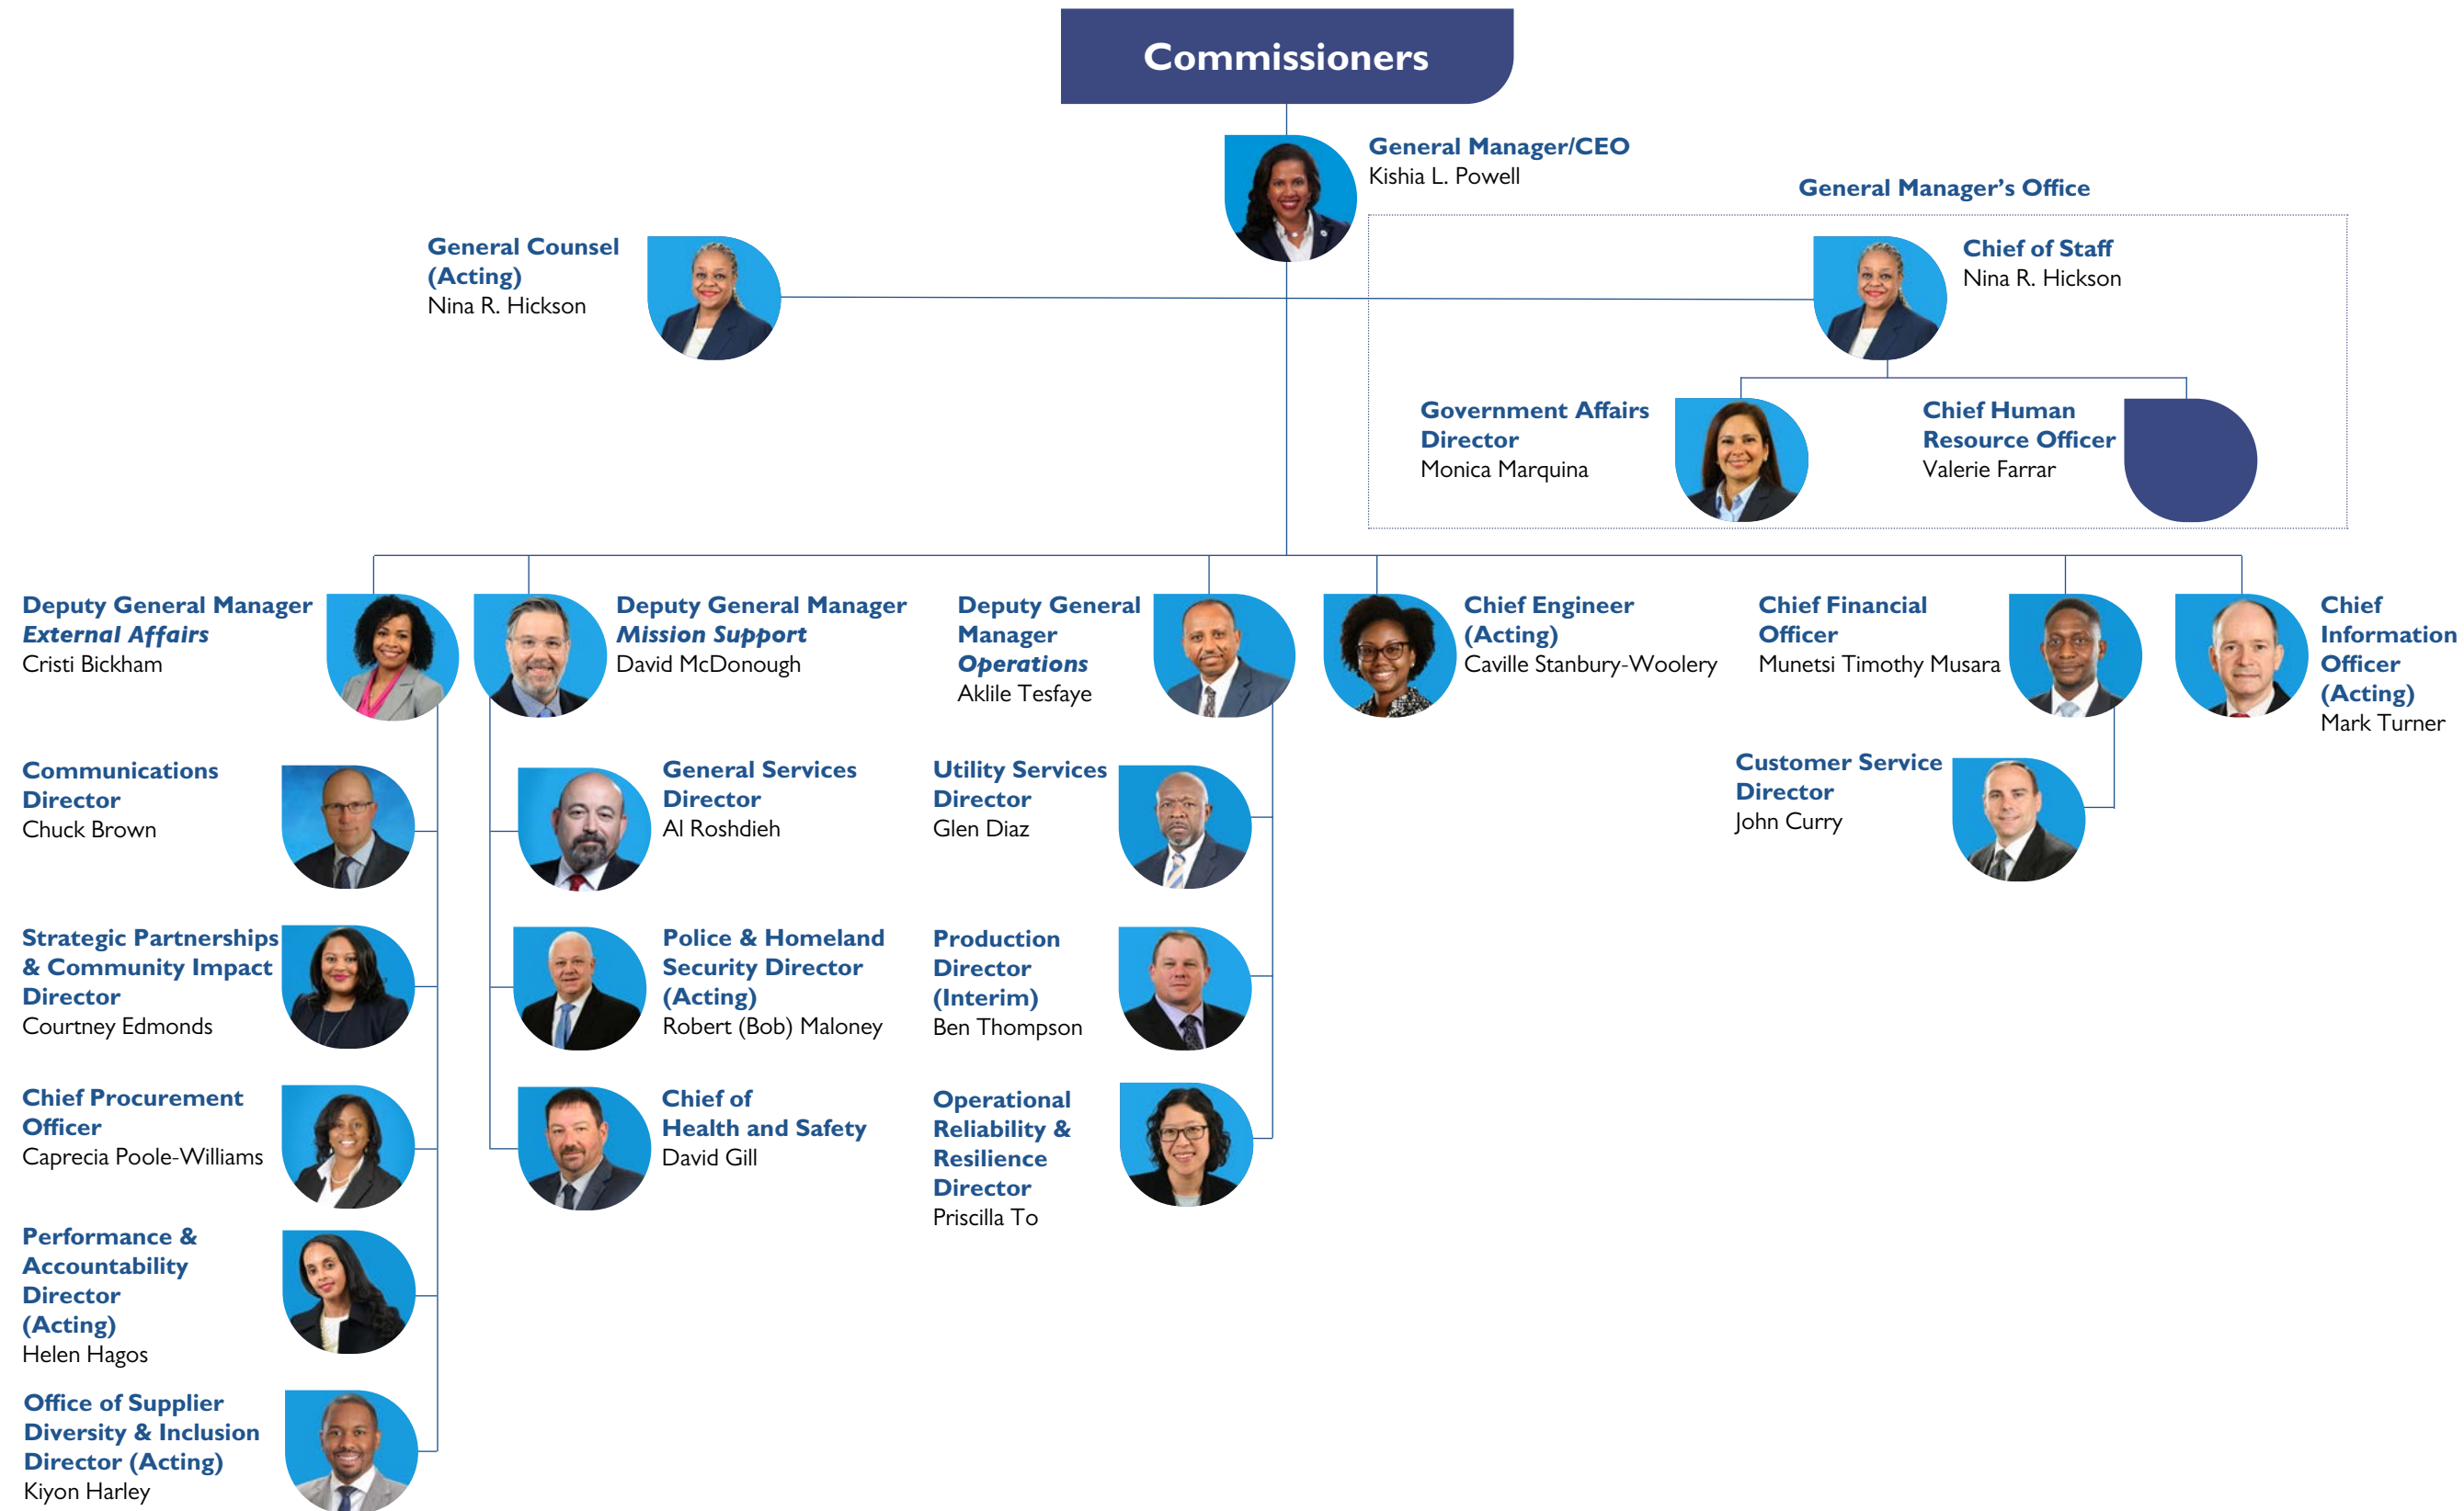 Commissioners
General Manager/CEO
Kishia L. Powell
General Manager’s Office
General Counsel
(Acting)
Nina R. Hickson
Chief of Staff
Nina R. Hickson
Government Affairs
Director
Monica Marquina
Chief Human
Resource Officer
Valerie Farrar
Deputy General Manager
External Affairs
Cristi Bickham
Deputy General Manager
Mission Support
David McDonough
Deputy General
Manager
Operations
Aklile Tesfaye
Chief Engineer
(Acting)
Caville Stanbury-Woolery
Chief Financial
Officer
Munetsi Timothy Musara
Chief
Information
Officer
(Acting)
Mark Turner
Communications
Director
Chuck Brown
General Services
Director
Al Roshdieh
Utility Services
Director
Glen Diaz
Customer Service
Director
John Curry
Strategic Partnerships
& Community Impact
Director
Courtney Edmonds
Police & Homeland
Security Director
(Acting)
Robert (Bob) Maloney
Production
Director
(Interim)
Ben Thompson
Chief Procurement
Officer
Caprecia Poole-Williams
Chief of
Health and Safety
David Gill
Operational
Reliability &
Resilience
Director
Priscilla To
Performance &
Accountability
Director
(Acting)
Helen Hagos
Office of Supplier
Diversity & Inclusion
Director (Acting)
Kiyon Harley